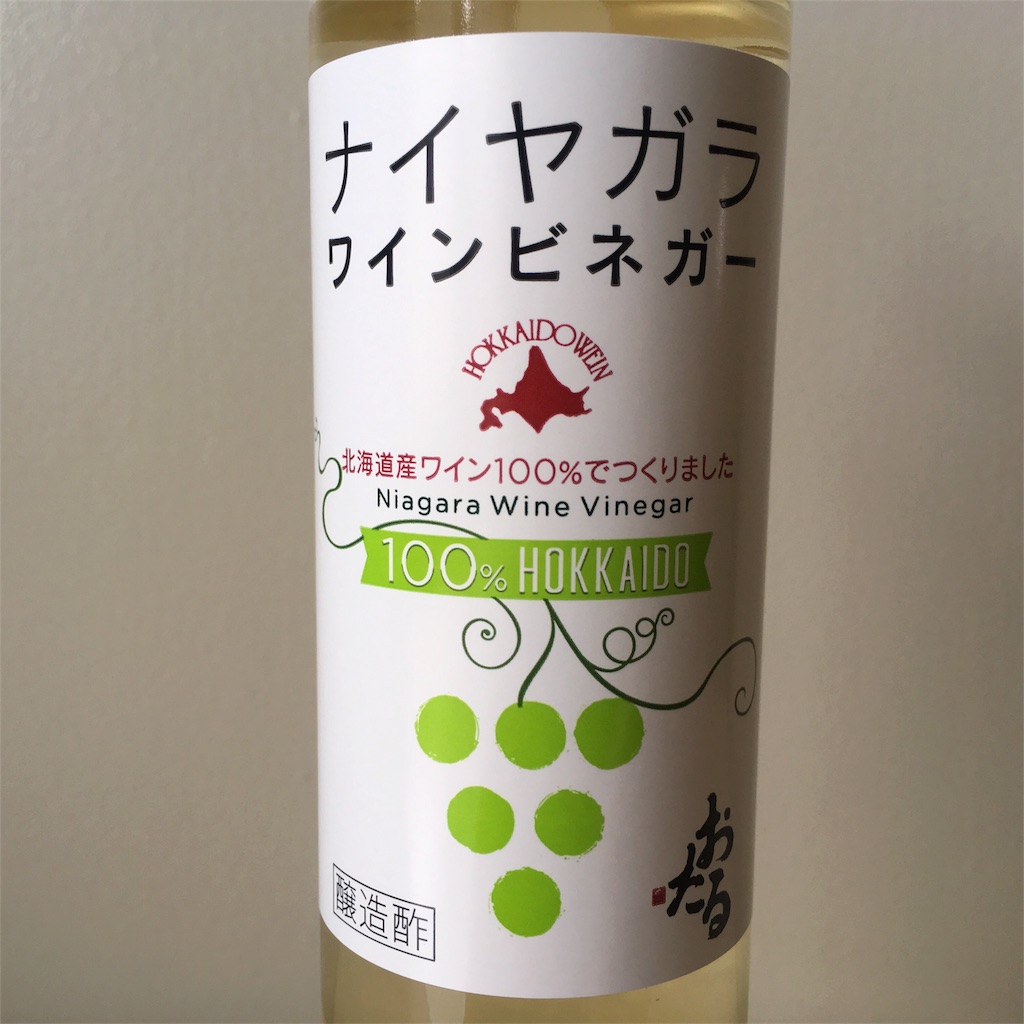 ナイヤガラ
ワインビネガー
HOKKAIDO WEIN
北海道産ワイン100%でつくりました
Niagara Wine Vinegar
100% HOKKAIDO
おたる
醸造酢